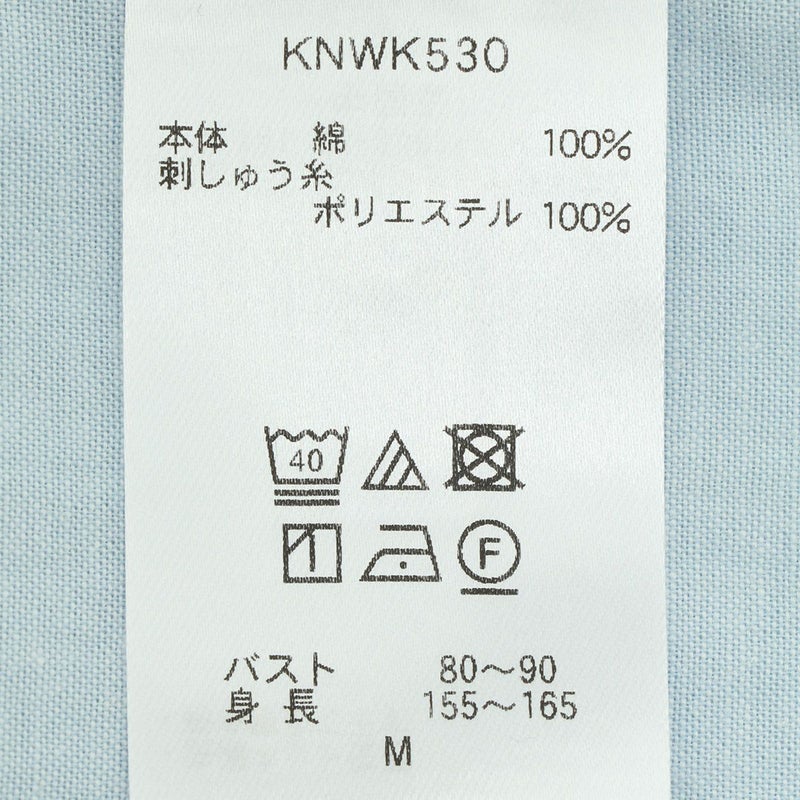 KNWK530
本体 綿 100%
刺しゅう糸
ポリエステル 100%
40
F
バスト 80～90
身長 155～165
M